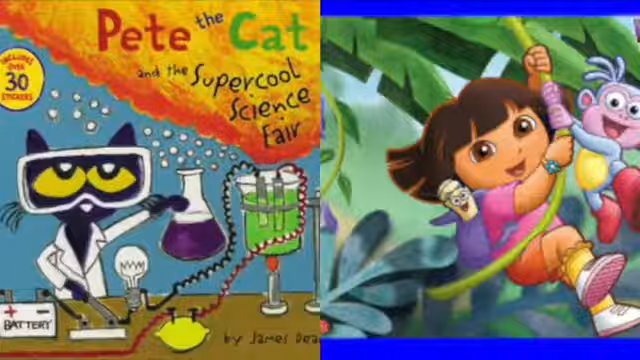 Pete the Cat
and the Supercool
Science
Fair
INCLUDES
OVER
30
STICKERS
+ -
BATTERY
by James Dea